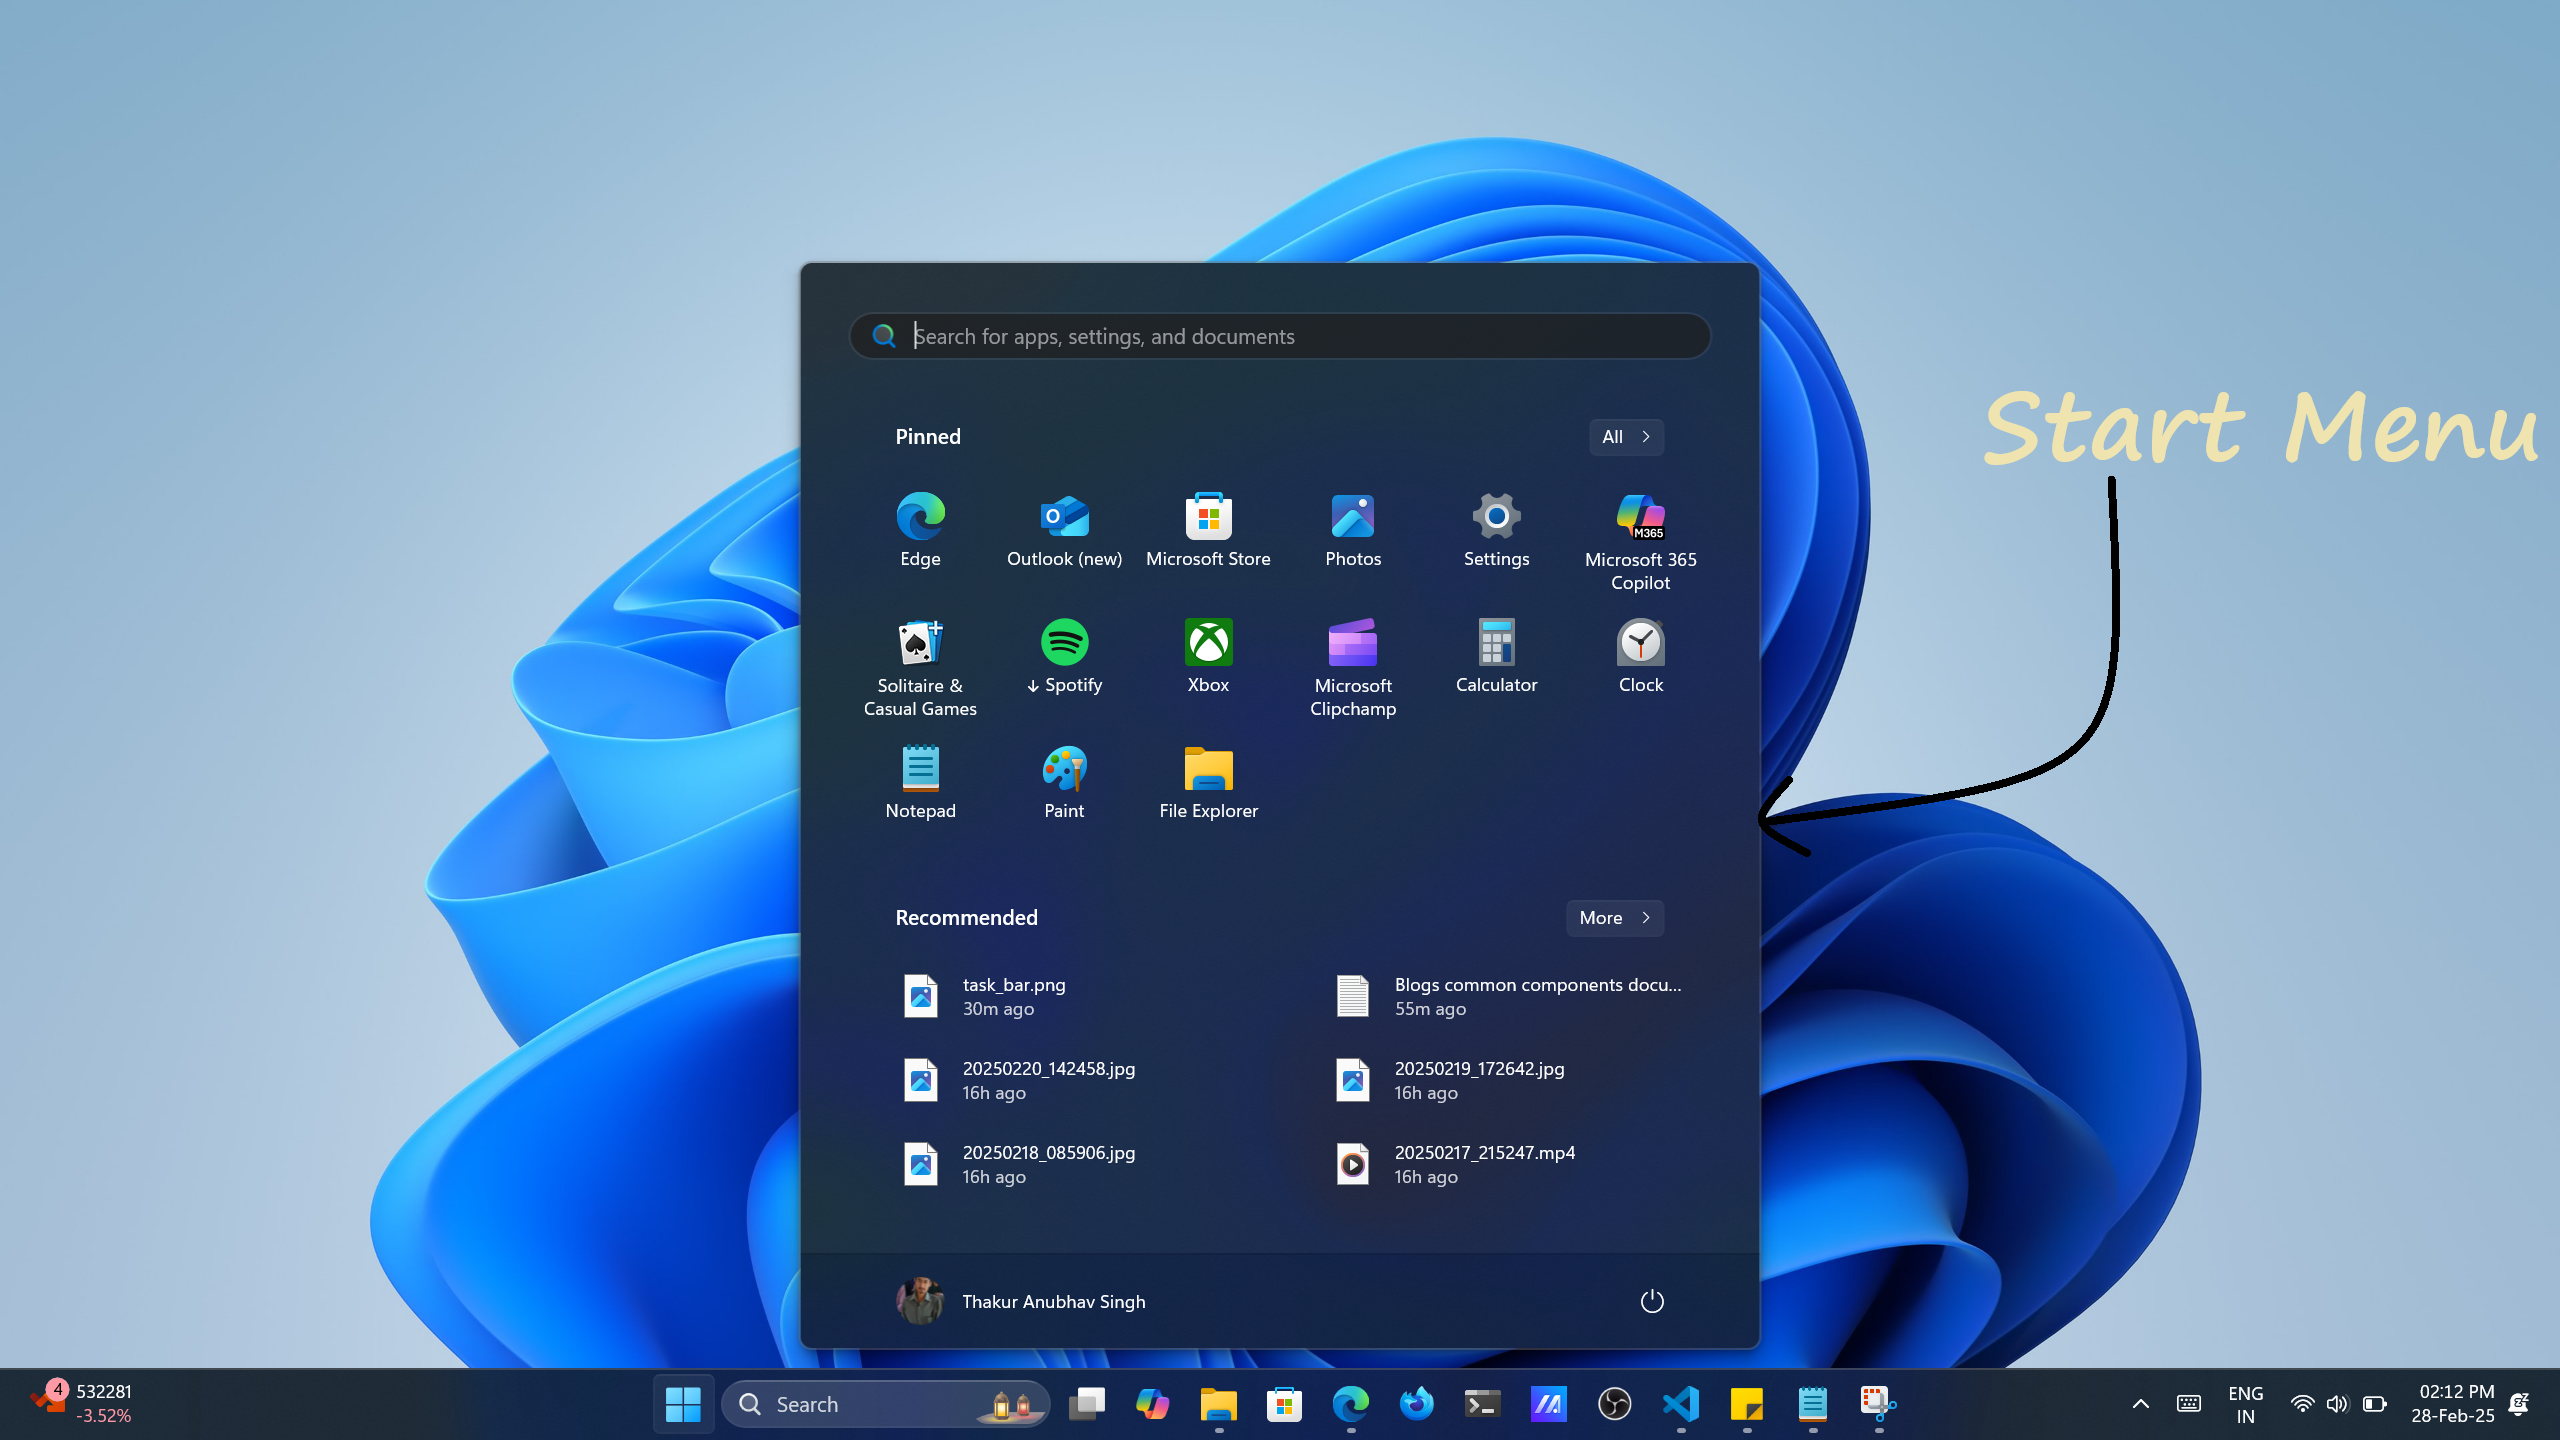 Search for apps, settings, and documents
Pinned
All
Start Menu
Edge
Outlook (new)
Microsoft Store
Photos
Settings
M365
Microsoft 365
Copilot
Solitaire &
Casual Games
Spotify
Xbox
Microsoft
Clipchamp
Calculator
Clock
Notepad
Paint
File Explorer
Recommended
More
task_bar.png
30m ago
Blogs common components docu...
55m ago
20250220_142458.jpg
16h ago
20250219_172642.jpg
16h ago
20250218_085906.jpg
16h ago
20250217_215247.mp4
16h ago
Thakur Anubhav Singh
4
532281
-3.52%
Search
ENG
IN
02:12 PM
28-Feb-25